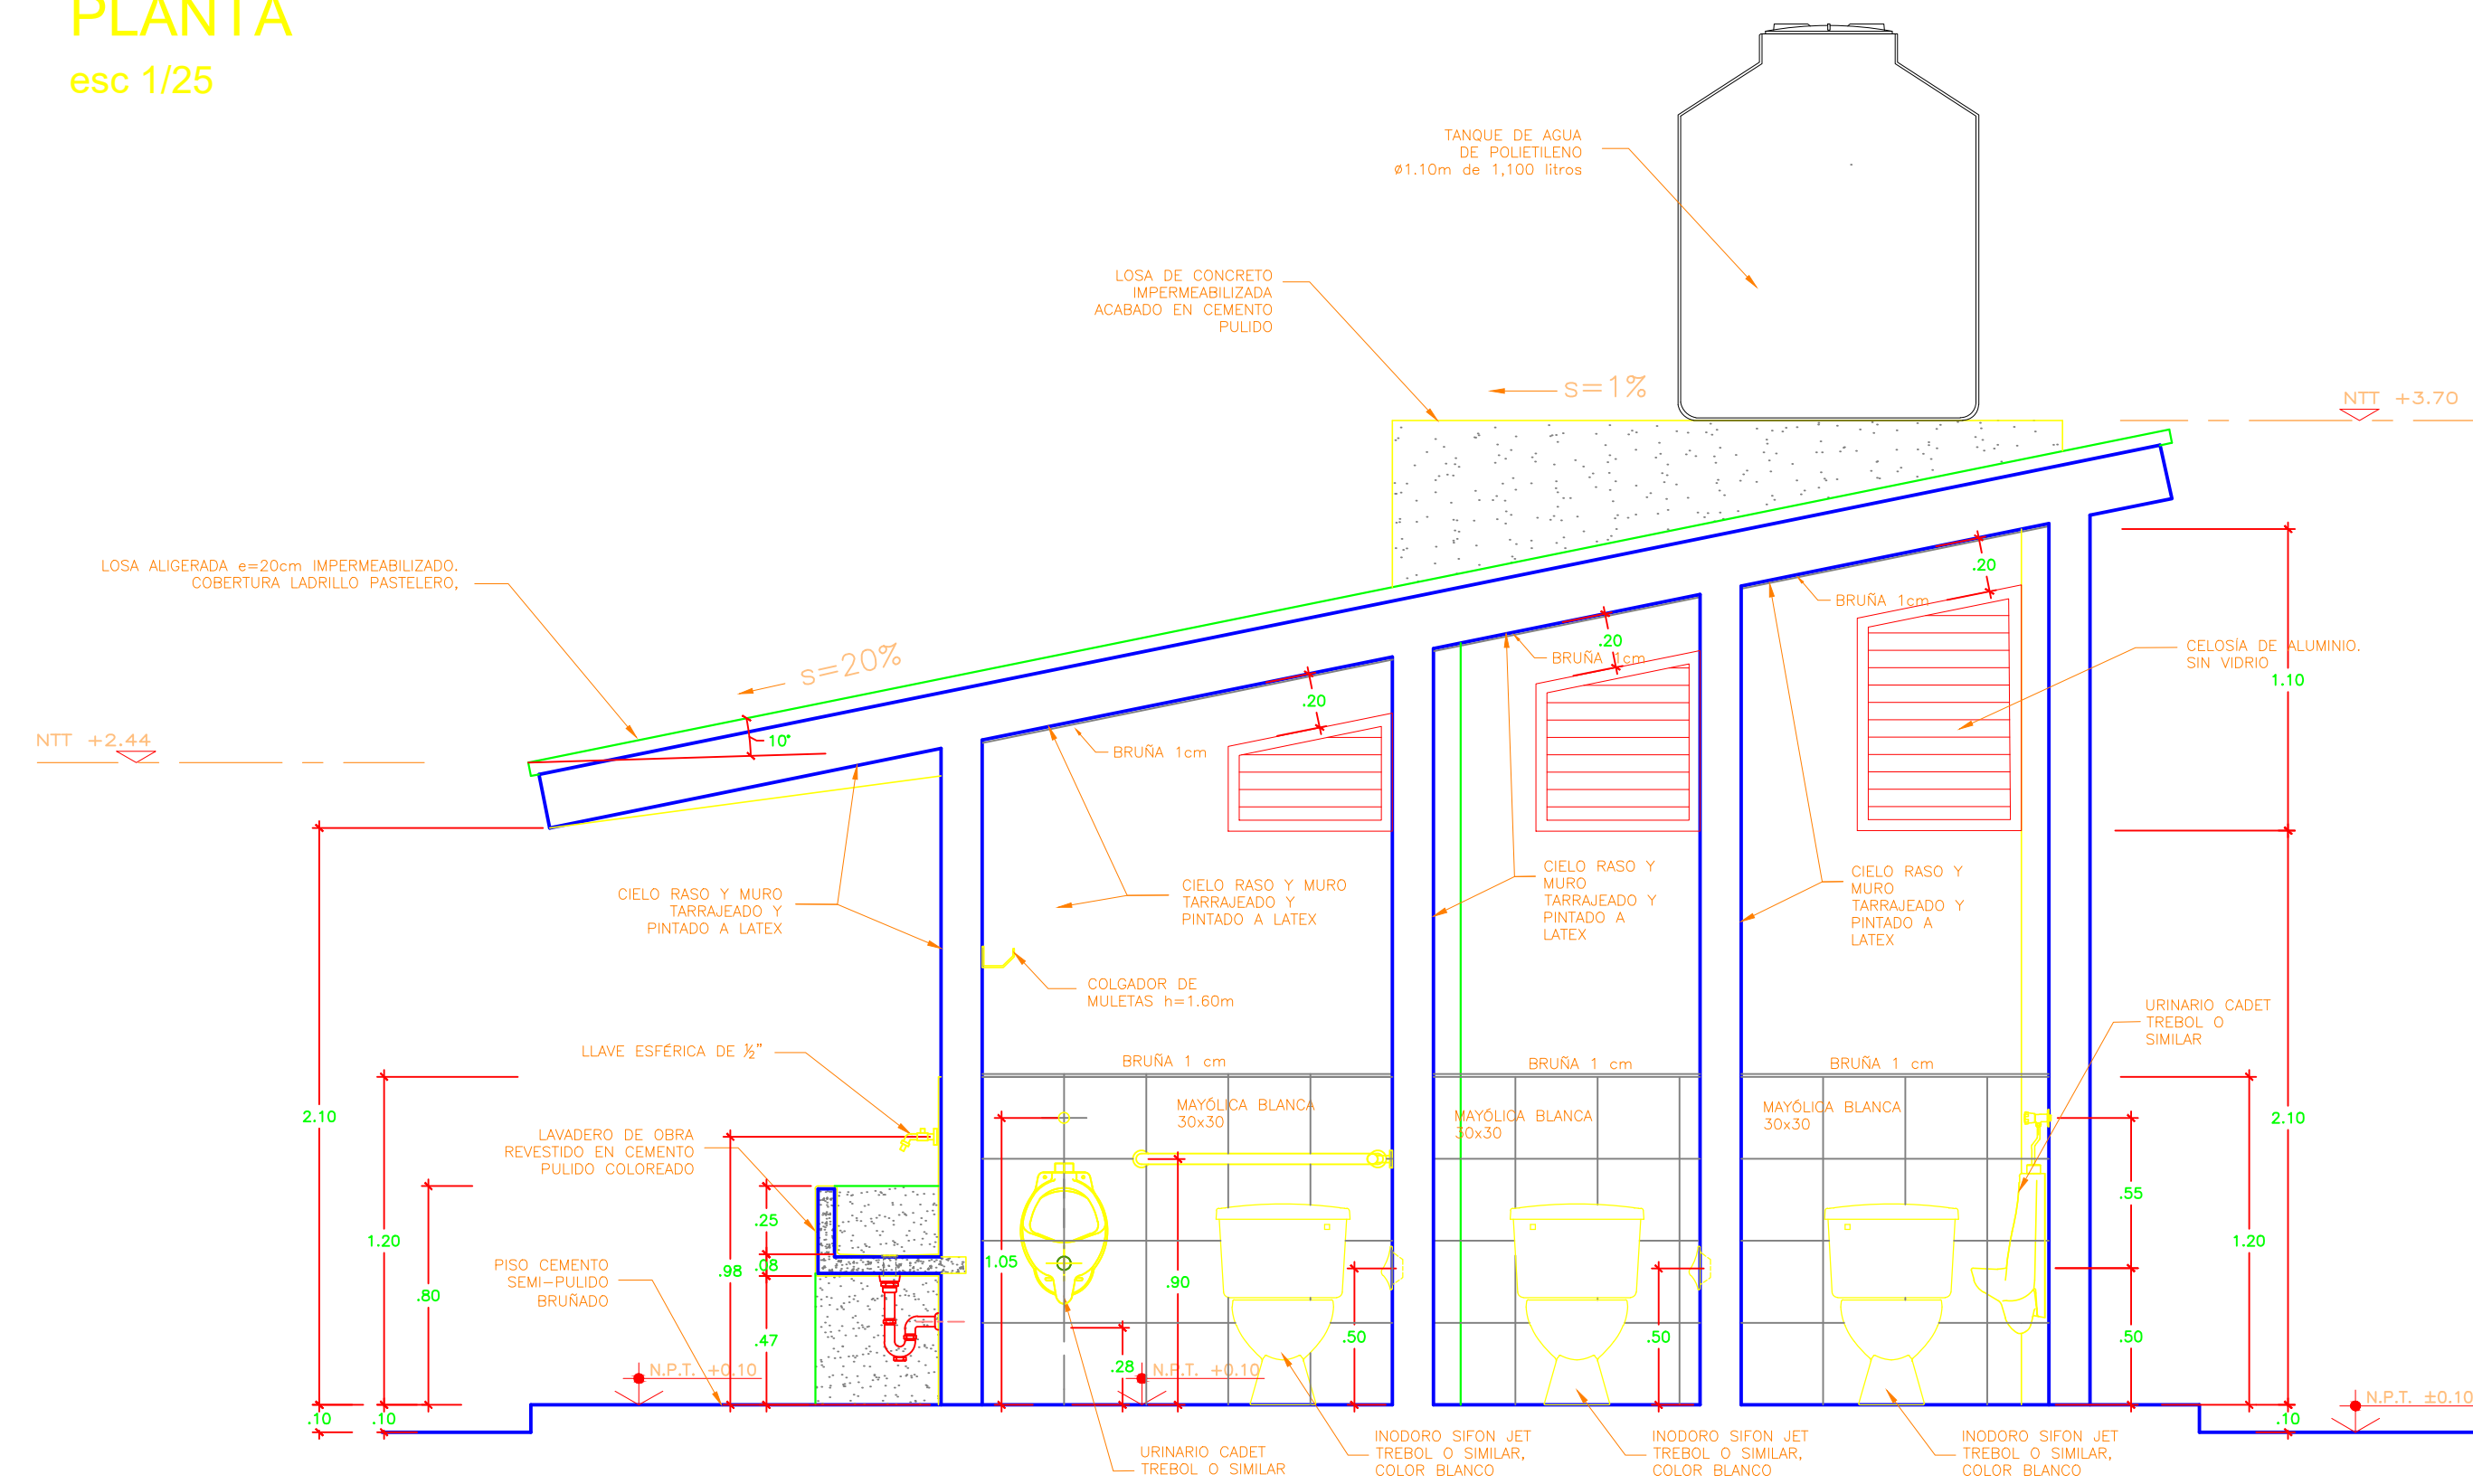 PLANTA
esc 1/25
TANQUE DE AGUA
DE POLIETILENO
ø1.10m de 1,100 litros
LOSA DE CONCRETO
IMPERMEABILIZADA
ACABADO EN CEMENTO
PULIDO
s=1%
NTT +3.70
LOSA ALIGERADA e=20cm IMPERMEABILIZADO.
COBERTURA LADRILLO PASTELERO,
s=20%
NTT +2.44
10°
.20
BRUÑA 1cm
.20
BRUÑA 1cm
.20
BRUÑA 1cm
CELOSÍA DE ALUMINIO.
SIN VIDRIO
1.10
CIELO RASO Y MURO
TARRAJEADO Y
PINTADO A LATEX
CIELO RASO Y MURO
TARRAJEADO Y
PINTADO A LATEX
CIELO RASO Y
MURO
TARRAJEADO Y
PINTADO A
LATEX
CIELO RASO Y
MURO
TARRAJEADO Y
PINTADO A
LATEX
COLGADOR DE
MULETAS h=1.60m
URINARIO CADET
TREBOL O
SIMILAR
LLAVE ESFÉRICA DE ½"
BRUÑA 1 cm
BRUÑA 1 cm
BRUÑA 1 cm
MAYÓLICA BLANCA
30x30
MAYÓLICA BLANCA
30x30
MAYÓLICA BLANCA
30x30
2.10
2.10
LAVADERO DE OBRA
REVESTIDO EN CEMENTO
PULIDO COLOREADO
.55
.25
1.20
1.20
.98
.08
1.05
.90
.80
PISO CEMENTO
SEMI-PULIDO
BRUÑADO
.47
.50
.50
.50
.28
N.P.T. +0.10
N.P.T. +0.10
N.P.T. ±0.10
.10
.10
.10
URINARIO CADET
TREBOL O SIMILAR
INODORO SIFON JET
TREBOL O SIMILAR,
COLOR BLANCO
INODORO SIFON JET
TREBOL O SIMILAR,
COLOR BLANCO
INODORO SIFON JET
TREBOL O SIMILAR,
COLOR BLANCO